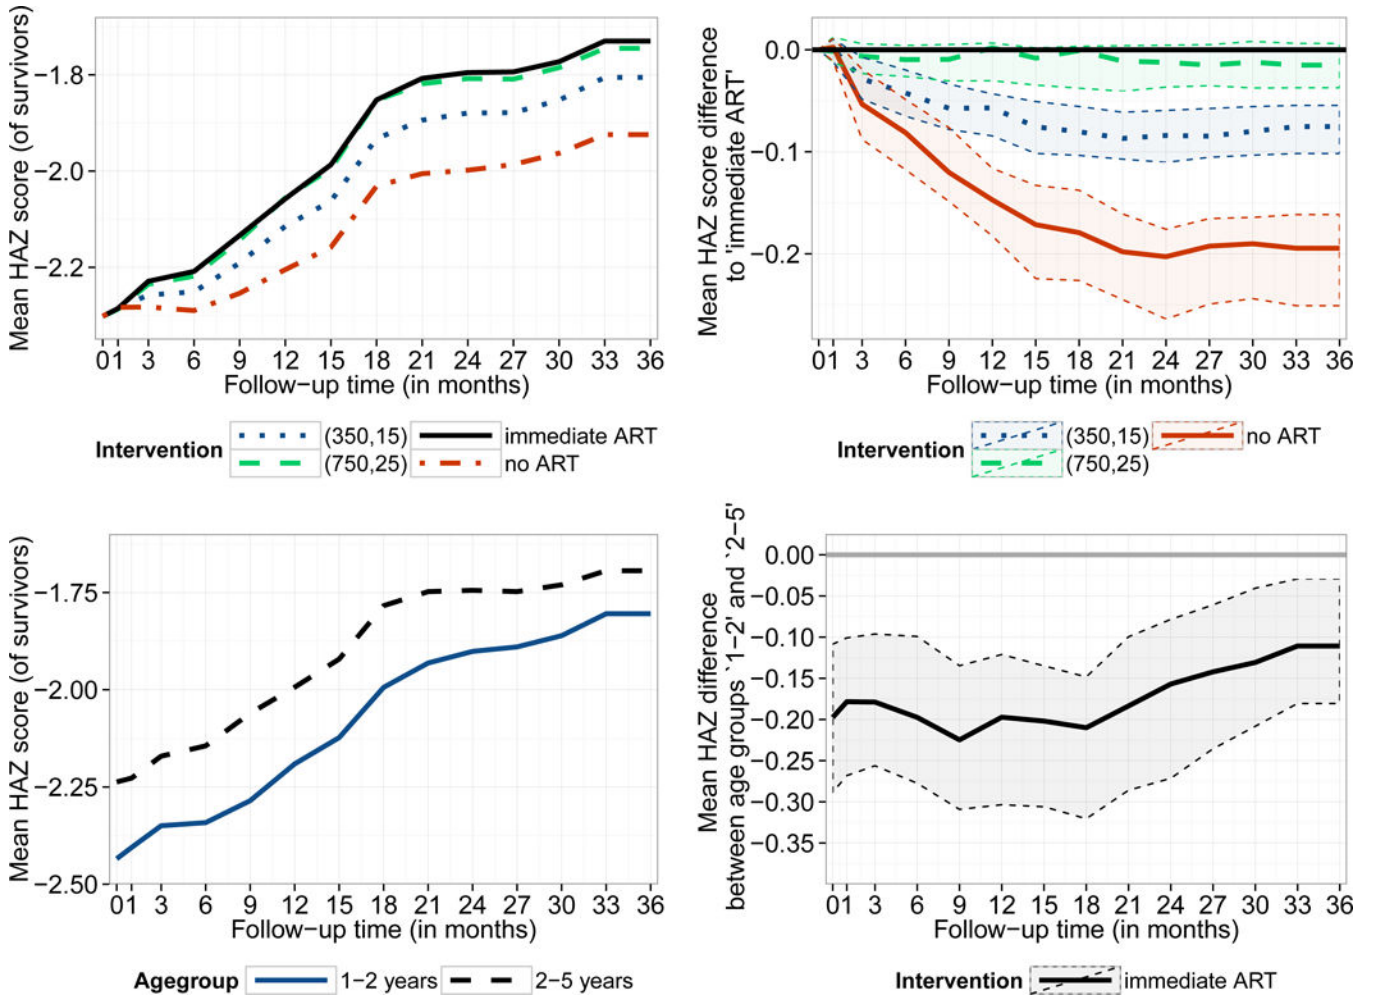 Mean HAZ score (of survivors)
−1.8
−2.0
−2.2
0 1 3 6 9 12 15 18 21 24 27 30 33 36
Follow−up time (in months)
Intervention (350,15) immediate ART
(750,25) no ART
Mean HAZ score difference
to 'immediate ART'
0.0
−0.1
−0.2
0 1 3 6 9 12 15 18 21 24 27 30 33 36
Follow−up time (in months)
Intervention (350,15) no ART
(750,25)
Mean HAZ score (of survivors)
−1.75
−2.00
−2.25
−2.50
0 1 3 6 9 12 15 18 21 24 27 30 33 36
Follow−up time (in months)
Agegroup 1−2 years 2−5 years
Mean HAZ difference
between age groups `1−2' and `2−5'
0.00
−0.05
−0.10
−0.15
−0.20
−0.25
−0.30
−0.35
0 1 3 6 9 12 15 18 21 24 27 30 33 36
Follow−up time (in months)
Intervention immediate ART